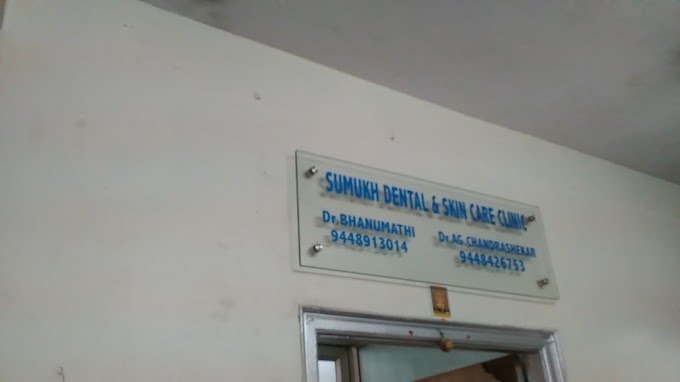 SUMUKH DENTAL & SKIN CARE CLINIC
Dr.BHANUMATHI
9448913014
Dr.AG.CHANDRASHEKAR
9448426753